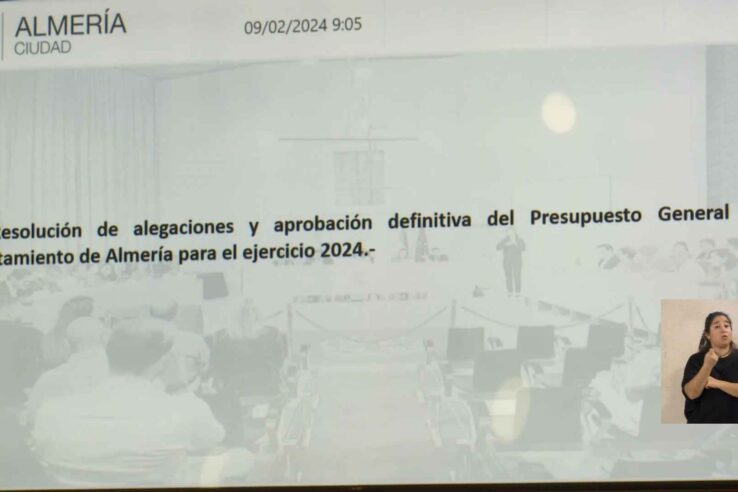 ALMERÍA
CIUDAD
09/02/2024 9:05
esolución de alegaciones y aprobación definitiva del Presupuesto General
tamiento de Almería para el ejercicio 2024.-